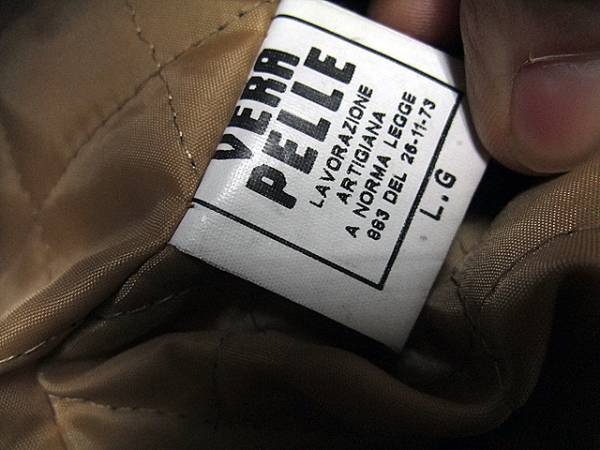 VERA
PELLE
LAVORAZIONE
ARTIGIANA
A NORMA LEGGE
883 DEL 26-11-73
L.G